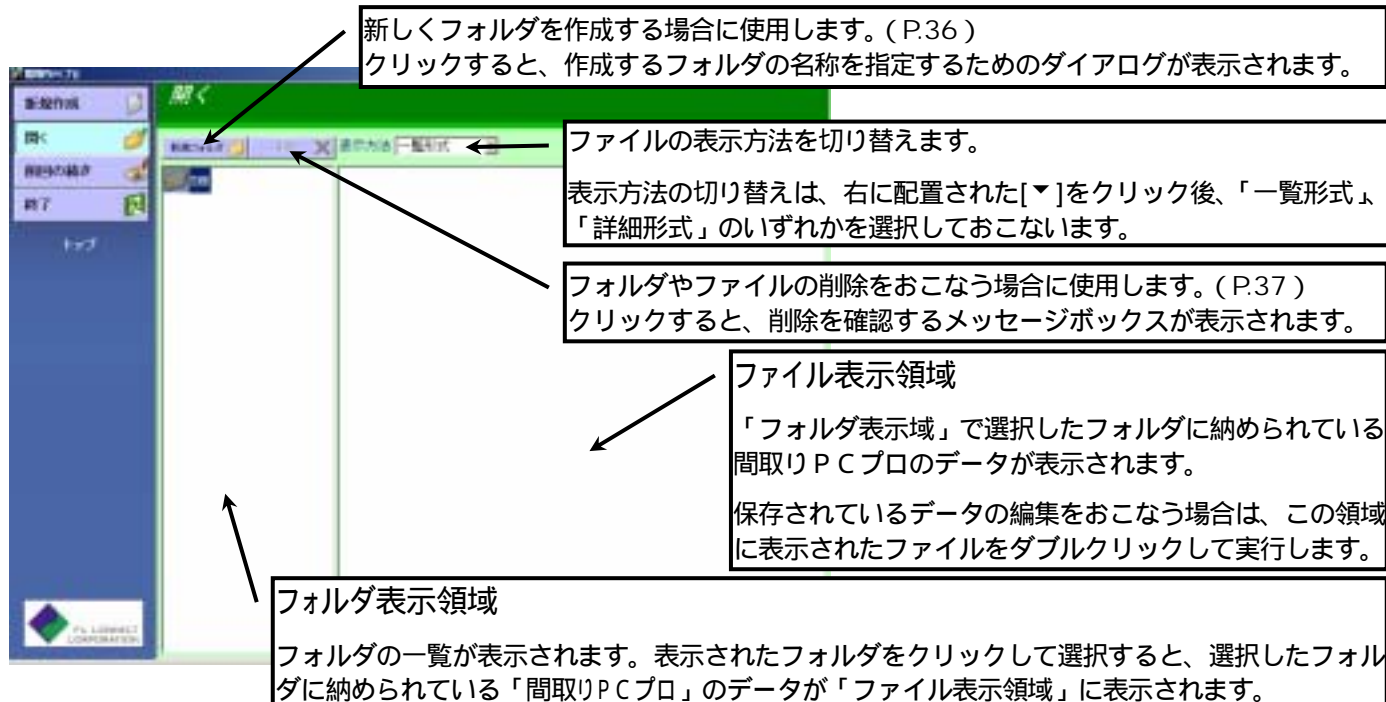 新しくフォルダを作成する場合に使用します。( P.36 )
クリックすると、作成するフォルダの名称を指定するためのダイアログが表示されます。
新規作成
開く
開く
ファイルの表示方法を切り替えます。
表示方法 一覧形式
前回の続き
表示方法の切り替えは、右に配置された[▼]をクリック後、「一覧形式」、
「詳細形式」のいずれかを選択しておこないます。
終了
トップ
フォルダやファイルの削除をおこなう場合に使用します。( P.37 )
クリックすると、削除を確認するメッセージボックスが表示されます。
ファイル表示領域
「フォルダ表示域」で選択したフォルダに納められている
間取りＰＣプロのデータが表示されます。
保存されているデータの編集をおこなう場合は、この領域
に表示されたファイルをダブルクリックして実行します。
フォルダ表示領域
CORPORATION
フォルダの一覧が表示されます。表示されたフォルダをクリックして選択すると、選択したフォル
ダに納められている「間取りPCプロ」のデータが「ファイル表示領域」に表示されます。